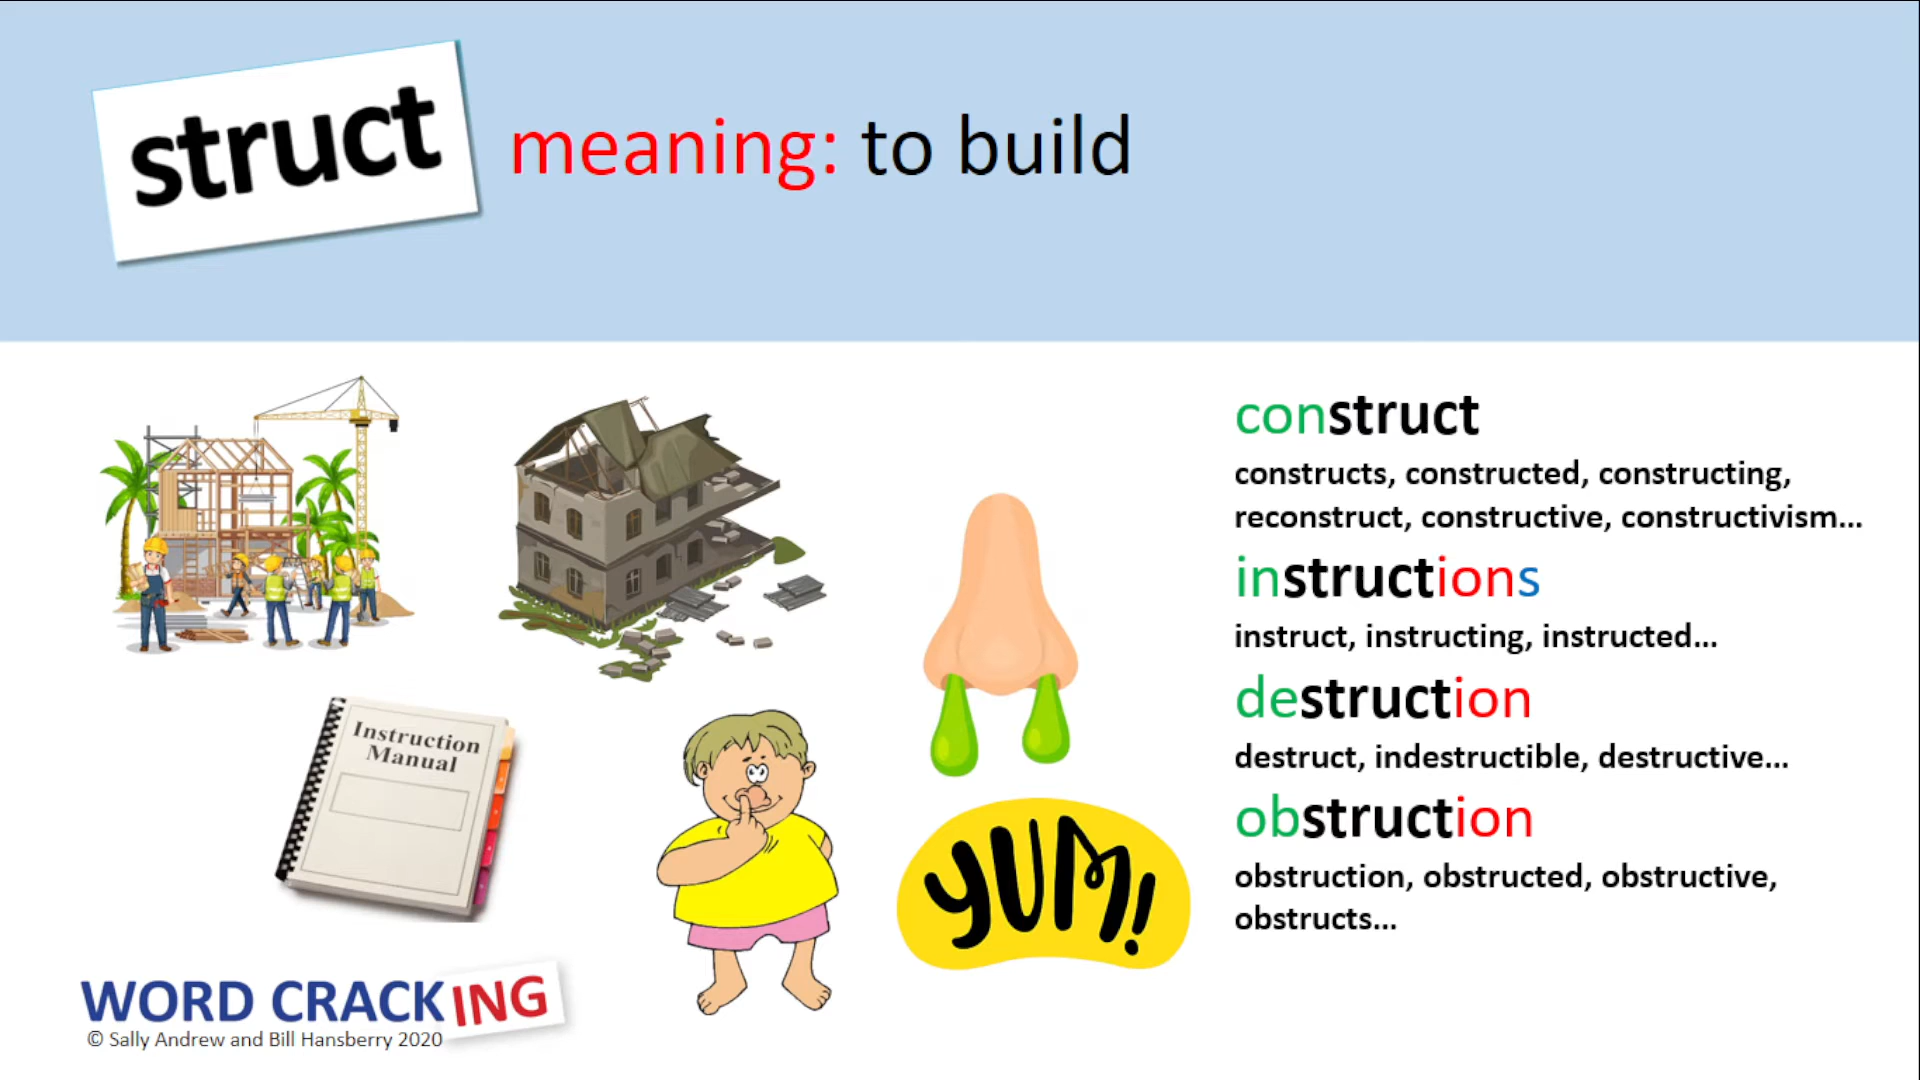 struct
meaning: to build
construct
constructs, constructed, constructing,
reconstruct, constructive, constructivism...
instructions
instruct, instructing, instructed...
destruction
destruct, indestructible, destructive...
obstruction
obstruction, obstructed, obstructive,
obstructs...
Instruction
Manual
YUM!
WORD CRACKING
© Sally Andrew and Bill Hansberry 2020